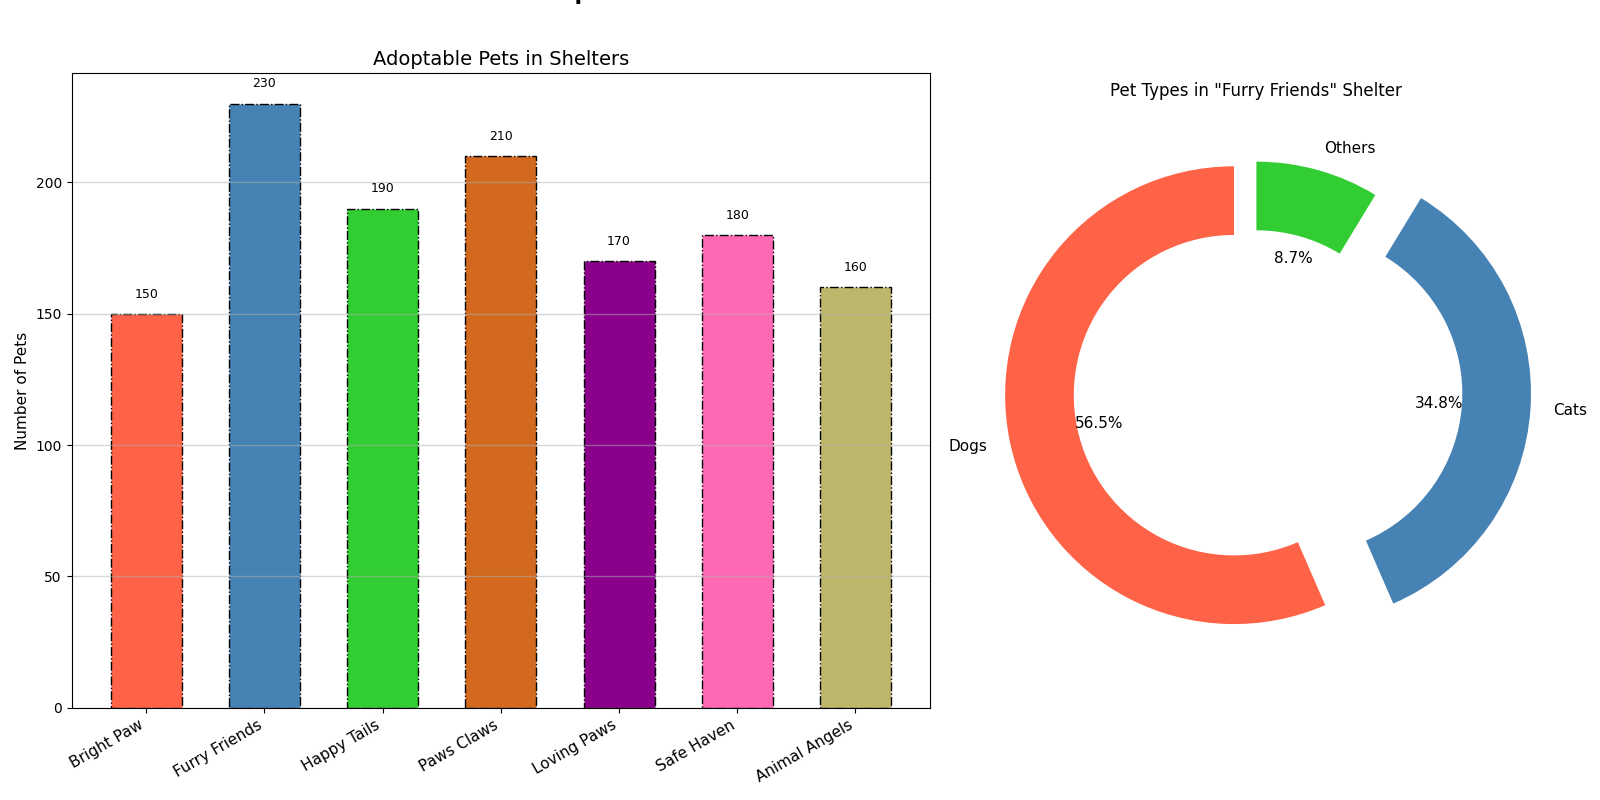 Adoptable Pets in Shelters
Number of Pets
200
150
100
50
0
150
230
190
210
170
180
160
Bright Paw
Furry Friends
Happy Tails
Paws Claws
Loving Paws
Safe Haven
Animal Angels
Pet Types in "Furry Friends" Shelter
Others
8.7%
34.8%
Cats
56.5%
Dogs